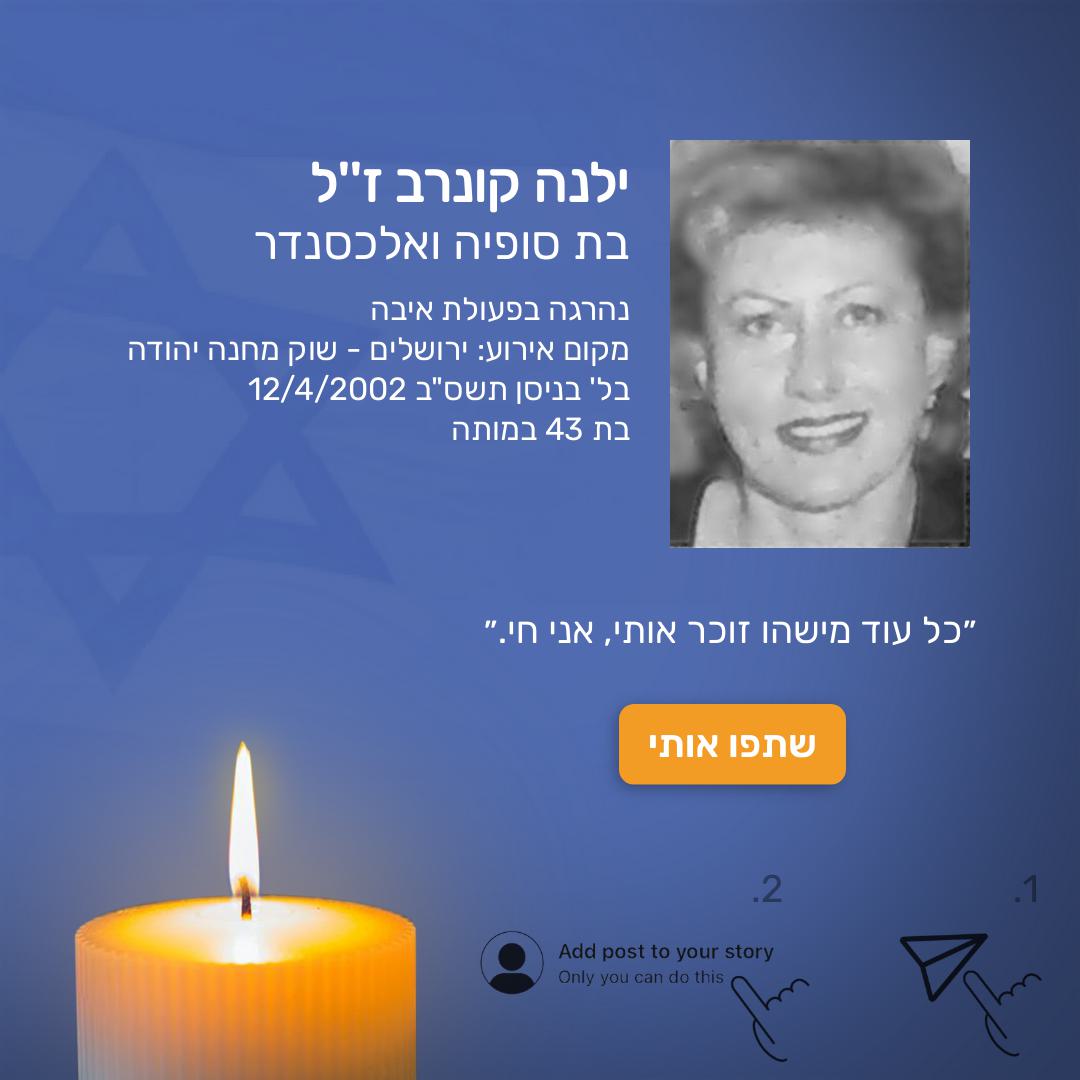 ילנה קונרב ז"ל
בת סופיה ואלכסנדר
נהרגה בפעולת איבה
מקום אירוע: ירושלים - שוק מחנה יהודה
בל' בניסן תשס"ב 12/4/2002
בת 43 במותה
״כל עוד מישהו זוכר אותי, אני חי.״
שתפו אותי
.1
.2
Add post to your story
Only you can do this